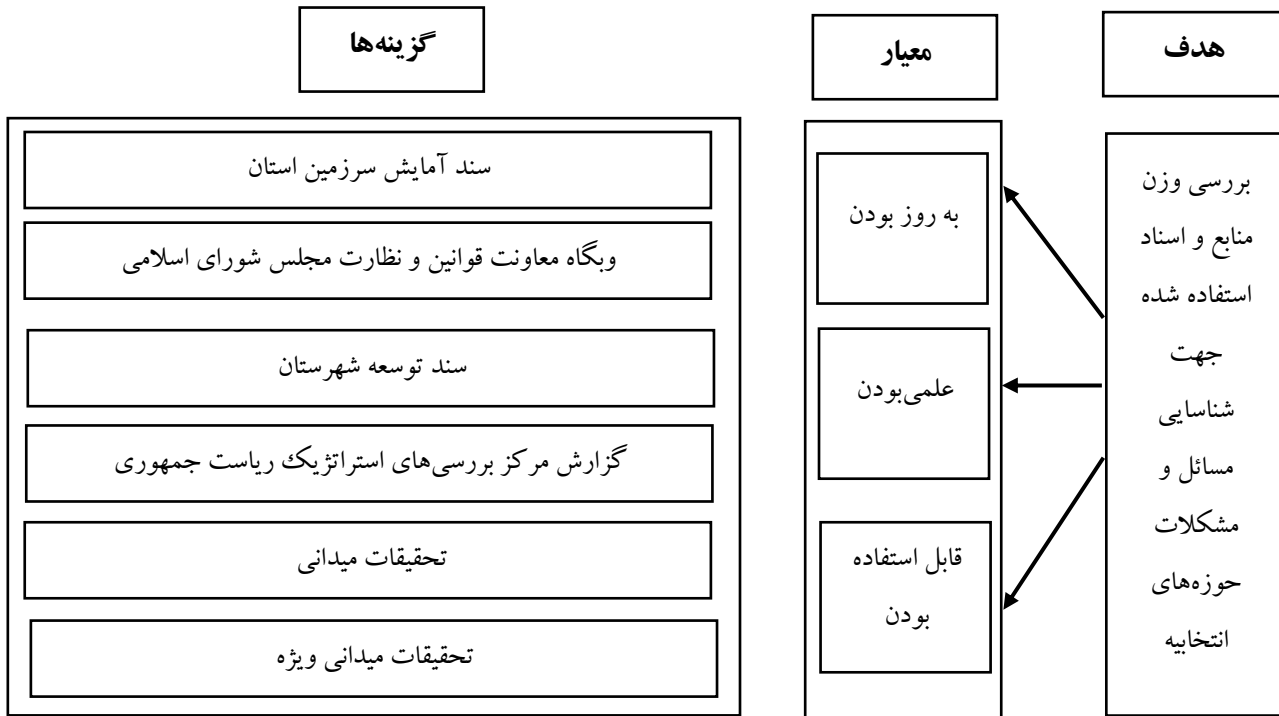 هدف
بررسی وزن
منابع و اسناد
استفاده شده
جهت
شناسایی
مسائل و
مشکلات
حوزه‌های
انتخابیه
معیار
به روز بودن
علمی‌بودن
قابل استفاده
بودن
گزینه‌ها
سند آمایش سرزمین استان
وبگاه معاونت قوانین و نظارت مجلس شورای اسلامی
سند توسعه شهرستان
گزارش مرکز بررسی‌های استراتژیک ریاست جمهوری
تحقیقات میدانی
تحقیقات میدانی ویژه